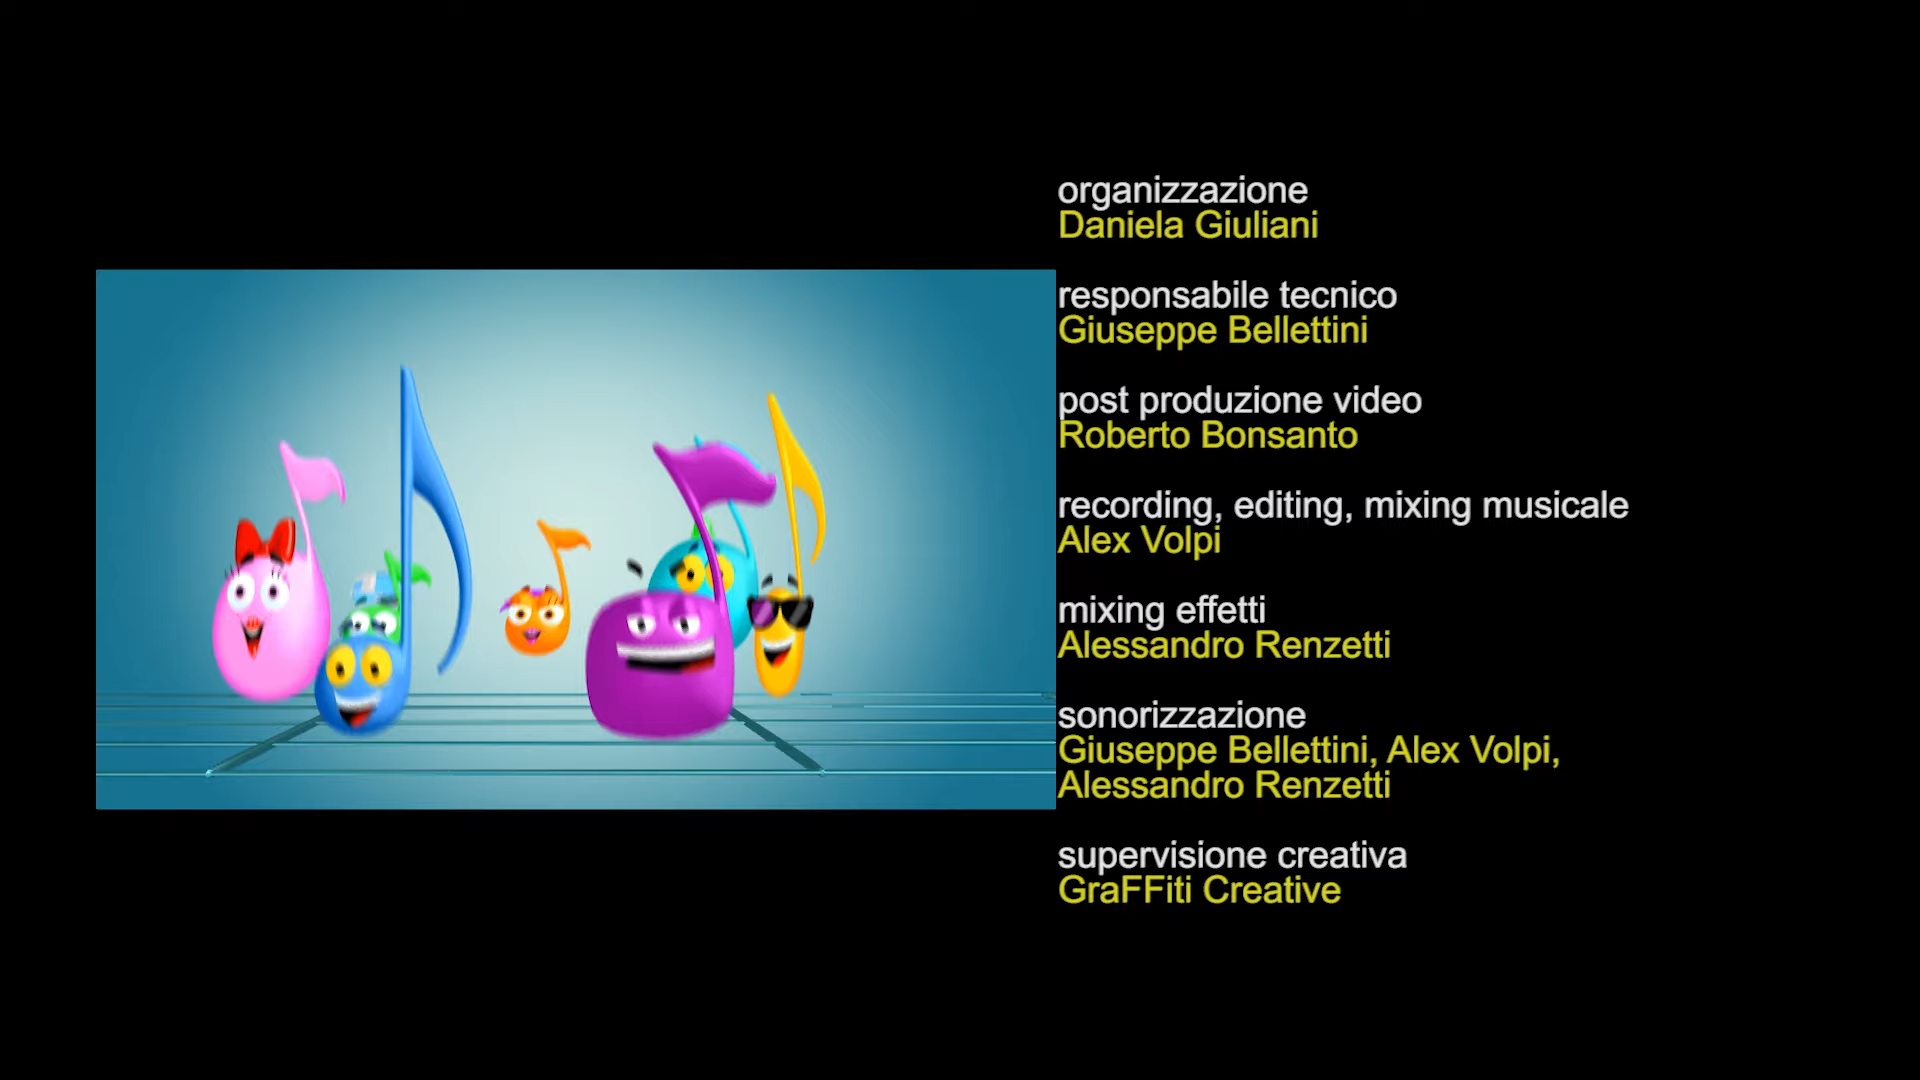 organizzazione
Daniela Giuliani
responsabile tecnico
Giuseppe Bellettini
post produzione video
Roberto Bonsanto
recording, editing, mixing musicale
Alex Volpi
mixing effetti
Alessandro Renzetti
sonorizzazione
Giuseppe Bellettini, Alex Volpi,
Alessandro Renzetti
supervisione creativa
GraFFiti Creative